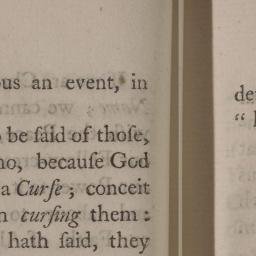 ous an event, in
be ſaid of thoſe,
ho, becauſe God
a Curſe; conceit
n curſing them:
hath ſaid, they
de
“